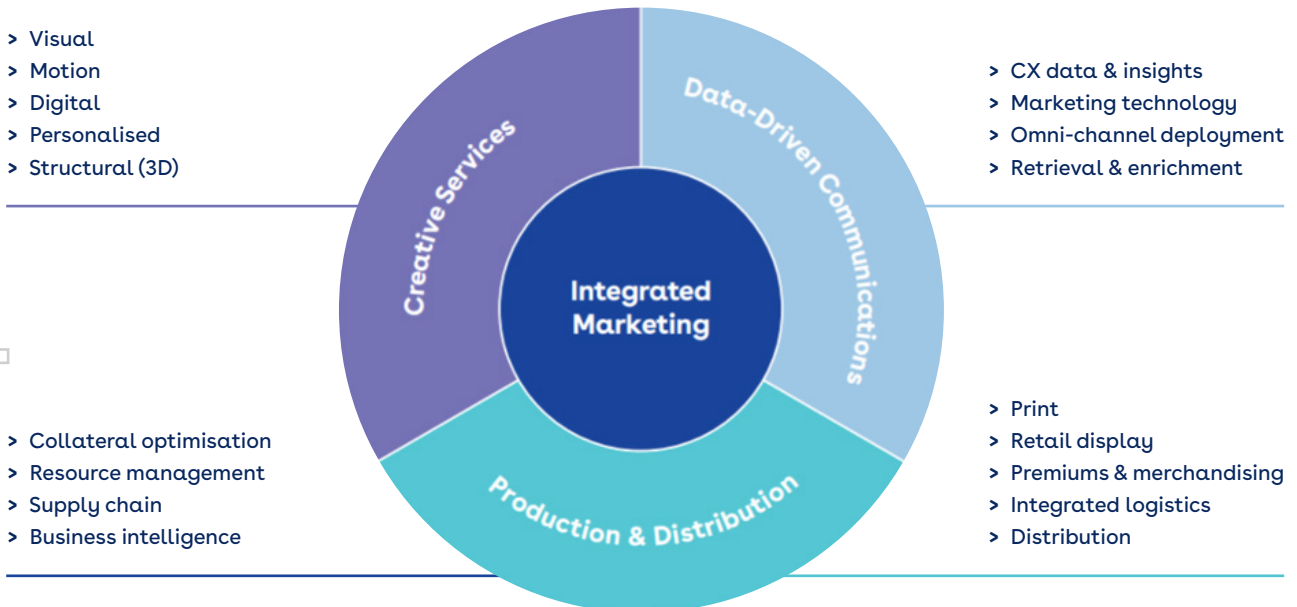 > Visual
> Motion
> Digital
> Personalised
> Structural (3D)
Creative Services
Data-Driven Communications
> CX data & insights
> Marketing technology
> Omni-channel deployment
> Retrieval & enrichment
Integrated
Marketing
> Collateral optimisation
> Resource management
> Supply chain
> Business intelligence
Production & Distribution
> Print
> Retail display
> Premiums & merchandising
> Integrated logistics
> Distribution